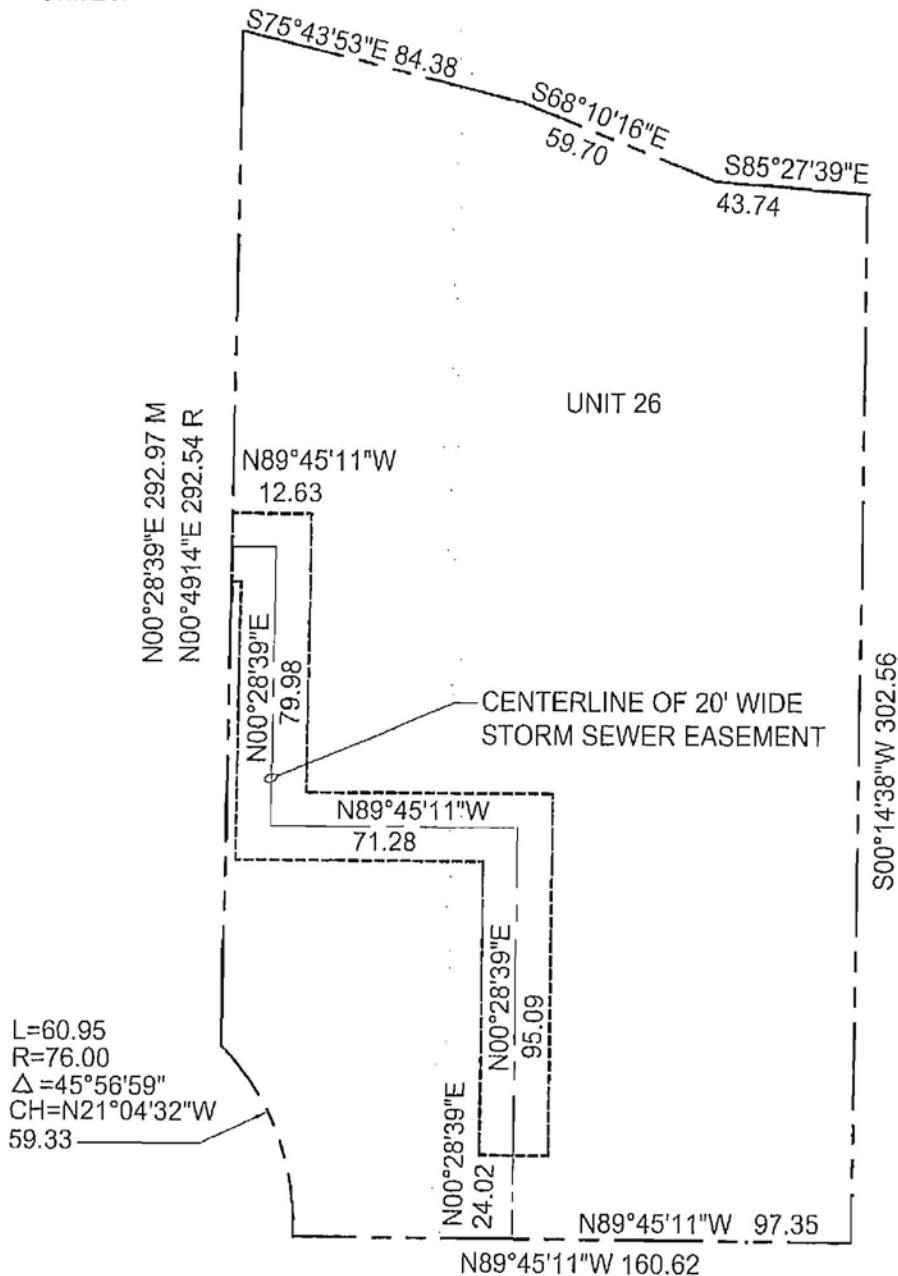 S75°43'53"E 84.38
S68°10'16"E
59.70
S85°27'39"E
43.74
UNIT 26
N00°28'39"E 292.97 M
N00°4914"E 292.54 R
N89°45'11"W
12.63
N00°28'39"E
79.98
CENTERLINE OF 20' WIDE
STORM SEWER EASEMENT
N89°45'11"W
71.28
S00°14'38"W 302.56
N00°28'39"E
95.09
L=60.95
R=76.00
Δ=45°56'59"
CH=N21°04'32"W
59.33
N00°28'39"E
24.02
N89°45'11"W 97.35
N89°45'11"W 160.62